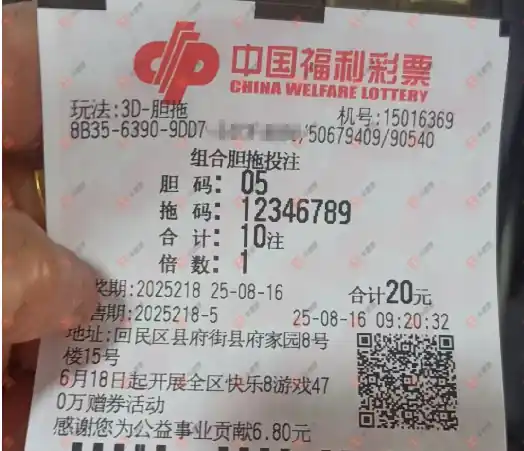 中国福利彩票
CHINA WELFARE LOTTERY
玩法:3D-胆拖 机号:15016369
8B35-6390-9DD7 /50679409/90540
组合胆拖投注
胆 码: 05
拖 码: 12346789
合 计: 10注
倍 数: 1
奖期:2025218 25-08-16 合计20元
售期:2025218-5 25-08-16 09:20:32
地址:回民区县府街县府家园8号
楼15号
6月18日起开展全区快乐8游戏47
0万赠券活动
感谢您为公益事业贡献6.80元